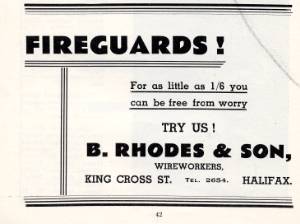 FIREGUARDS!
For as little as 1/6 you
can be free from worry
TRY US!
B. RHODES & SON,
WIREWORKERS,
KING CROSS ST. TEL. 2654. HALIFAX.
42